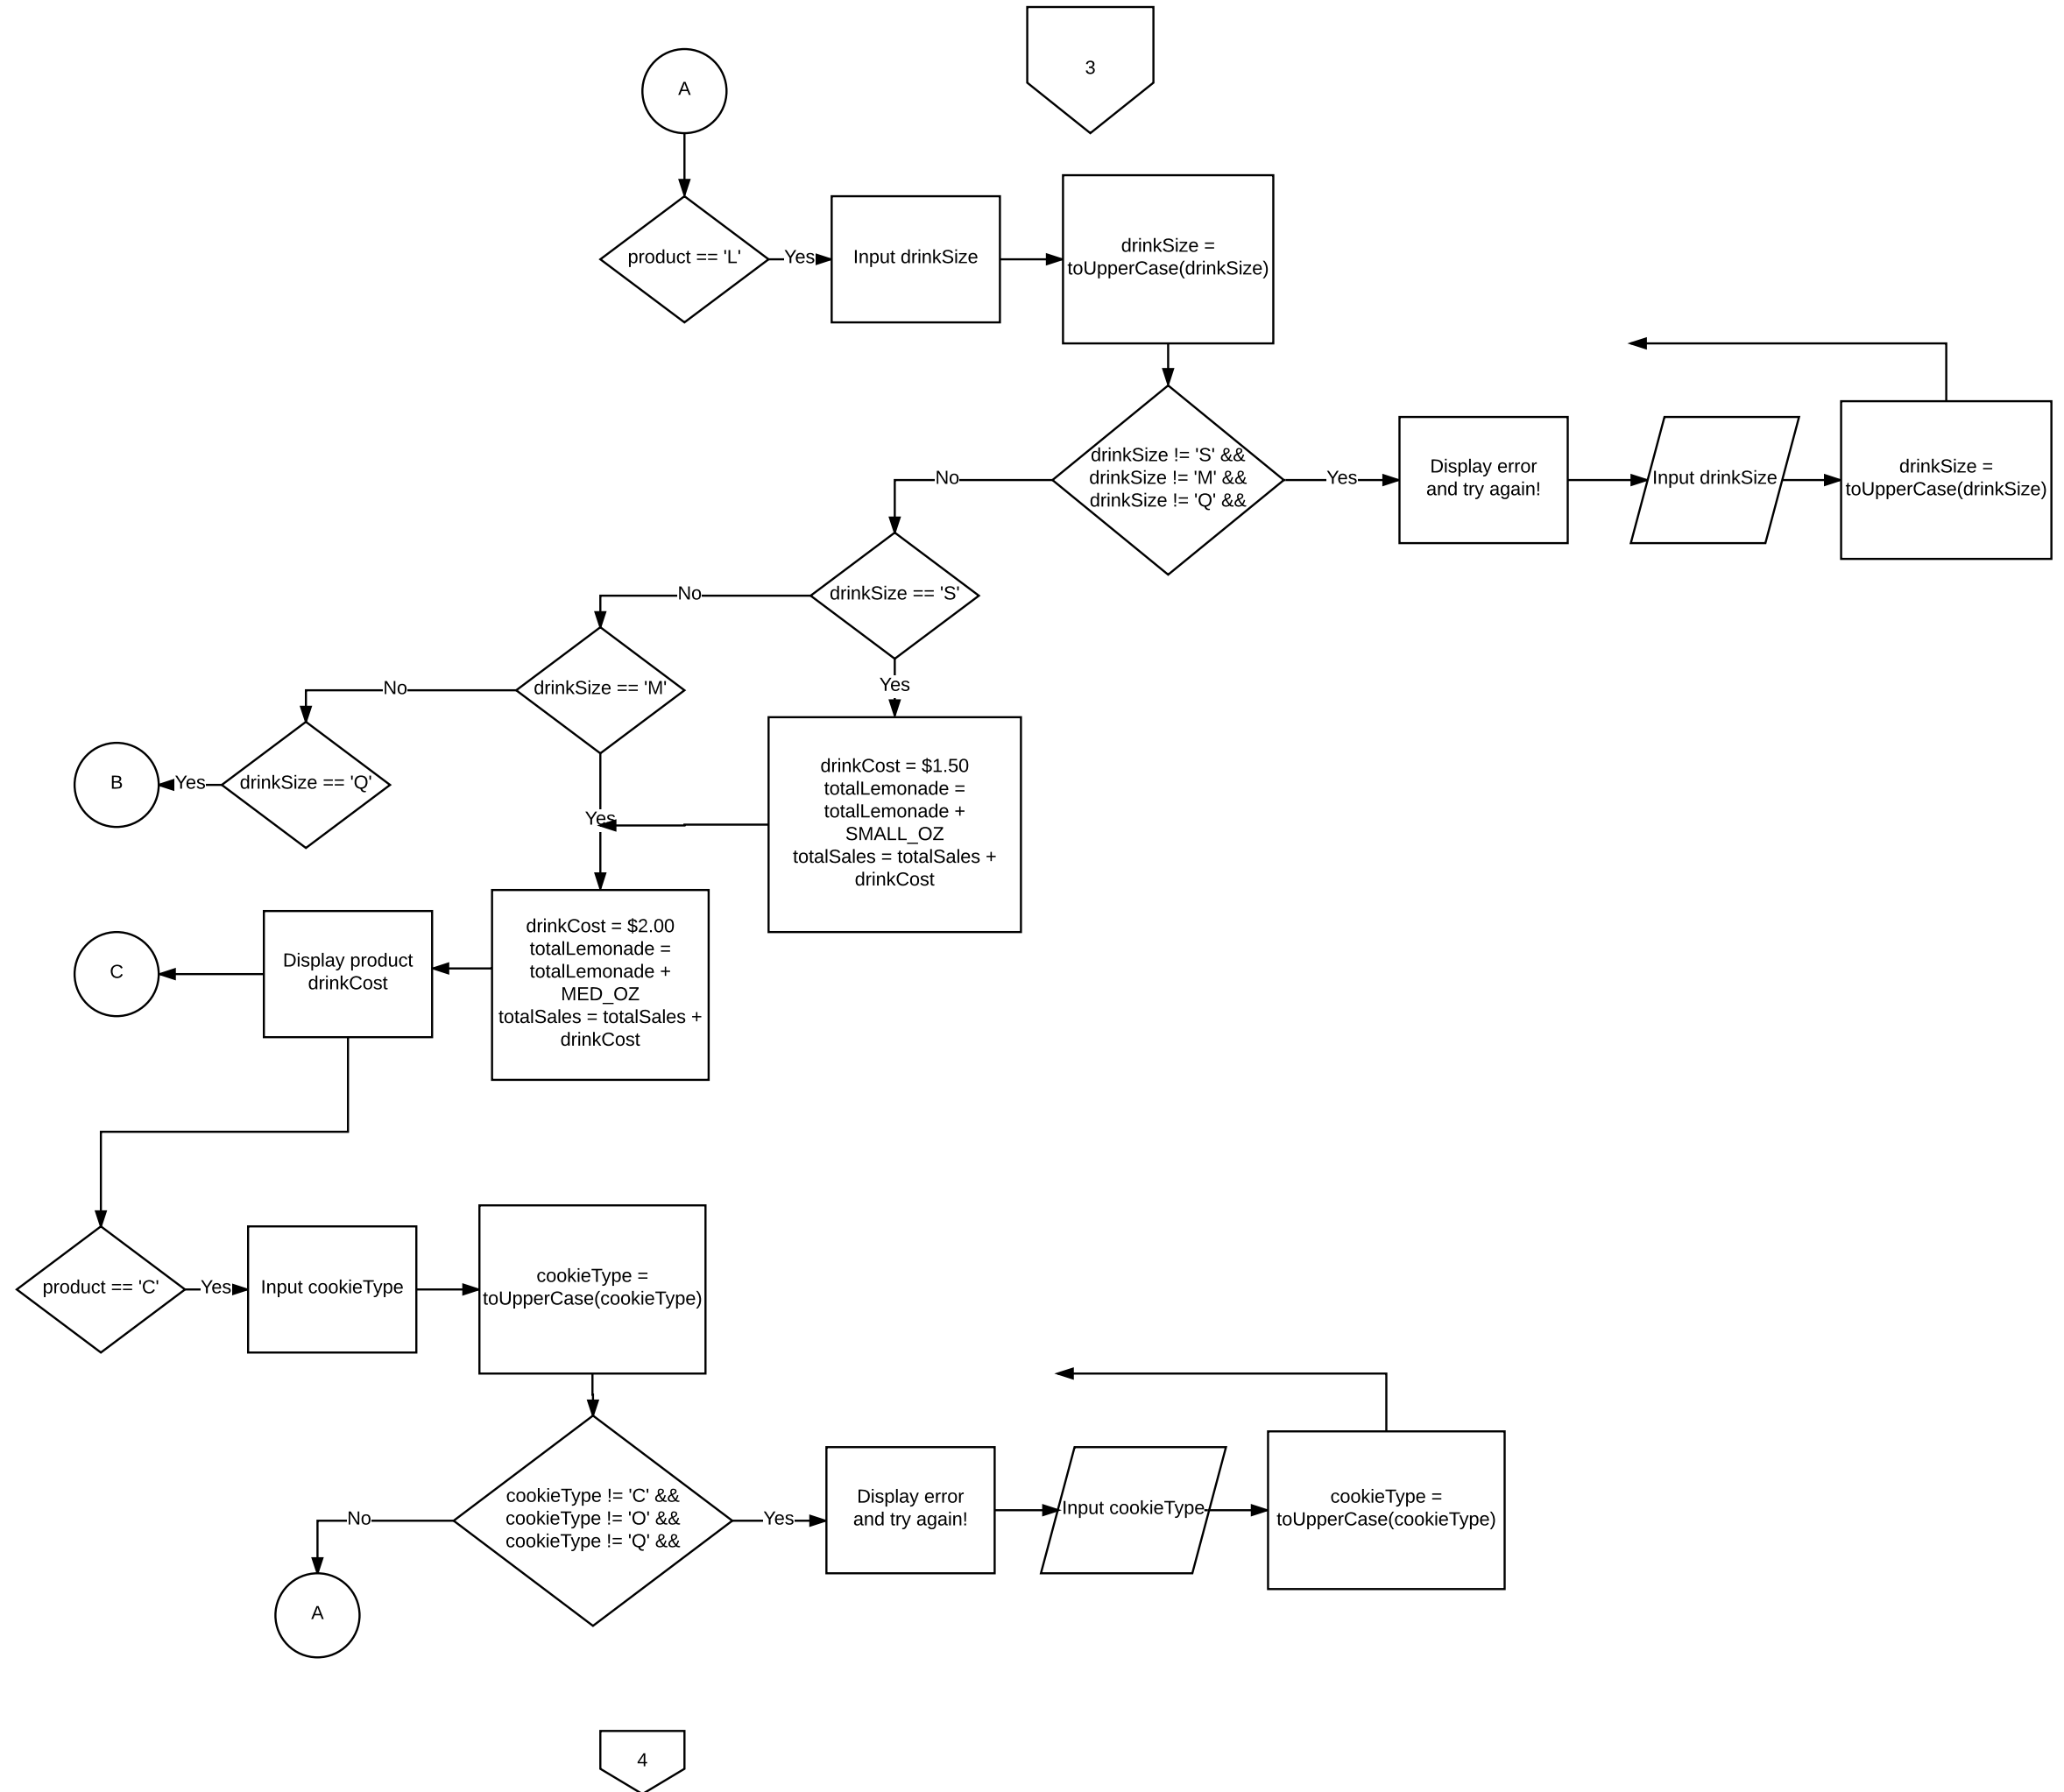 3
A
product == 'L'
Yes
Input drinkSize
drinkSize =
toUpperCase(drinkSize)
drinkSize != 'S' &&
drinkSize != 'M' &&
drinkSize != 'Q' &&
Yes
Display error
and try again!
Input drinkSize
drinkSize =
toUpperCase(drinkSize)
No
drinkSize == 'S'
No
Yes
drinkSize == 'M'
No
drinkSize == 'Q'
Yes
B
Yes
drinkCost = $1.50
totalLemonade =
totalLemonade +
SMALL_OZ
totalSales = totalSales +
drinkCost
drinkCost = $2.00
totalLemonade =
totalLemonade +
MED_OZ
totalSales = totalSales +
drinkCost
Display product
drinkCost
C
product == 'C'
Yes
Input cookieType
cookieType =
toUpperCase(cookieType)
cookieType != 'C' &&
cookieType != 'O' &&
cookieType != 'Q' &&
Yes
Display error
and try again!
Input cookieType
cookieType =
toUpperCase(cookieType)
No
A
4